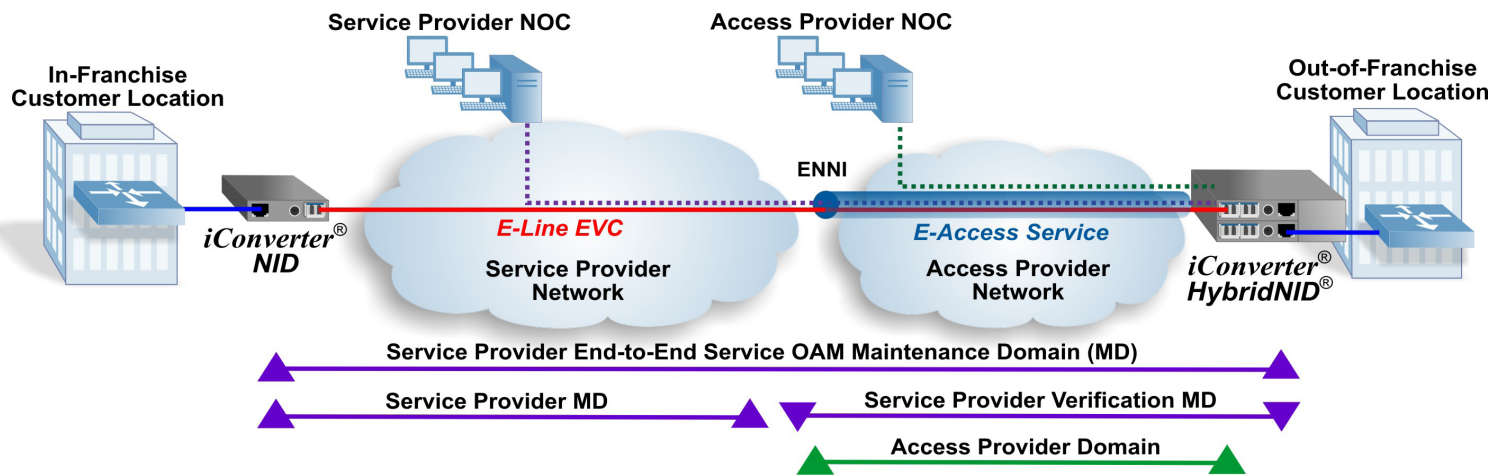 Service Provider NOC
Access Provider NOC
In-Franchise
Customer Location
Out-of-Franchise
Customer Location
ENNI
iConverter®
NID
E-Line EVC
Service Provider
Network
E-Access Service
Access Provider
Network
iConverter®
HybridNID®
Service Provider End-to-End Service OAM Maintenance Domain (MD)
Service Provider MD
Service Provider Verification MD
Access Provider Domain